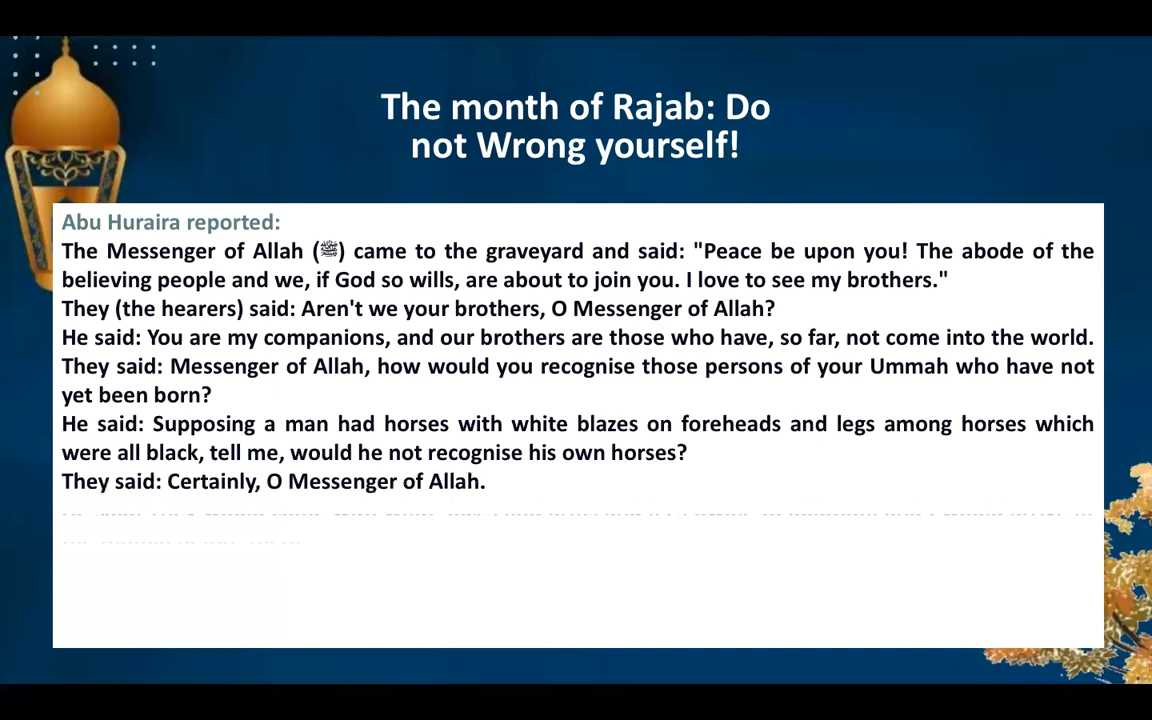 The month of Rajab: Do
not Wrong yourself!
Abu Huraira reported:
The Messenger of Allah (ﷺ) came to the graveyard and said: "Peace be upon you! The abode of the
believing people and we, if God so wills, are about to join you. I love to see my brothers."
They (the hearers) said: Aren't we your brothers, O Messenger of Allah?
He said: You are my companions, and our brothers are those who have, so far, not come into the world.
They said: Messenger of Allah, how would you recognise those persons of your Ummah who have not
yet been born?
He said: Supposing a man had horses with white blazes on foreheads and legs among horses which
were all black, tell me, would he not recognise his own horses?
They said: Certainly, O Messenger of Allah.